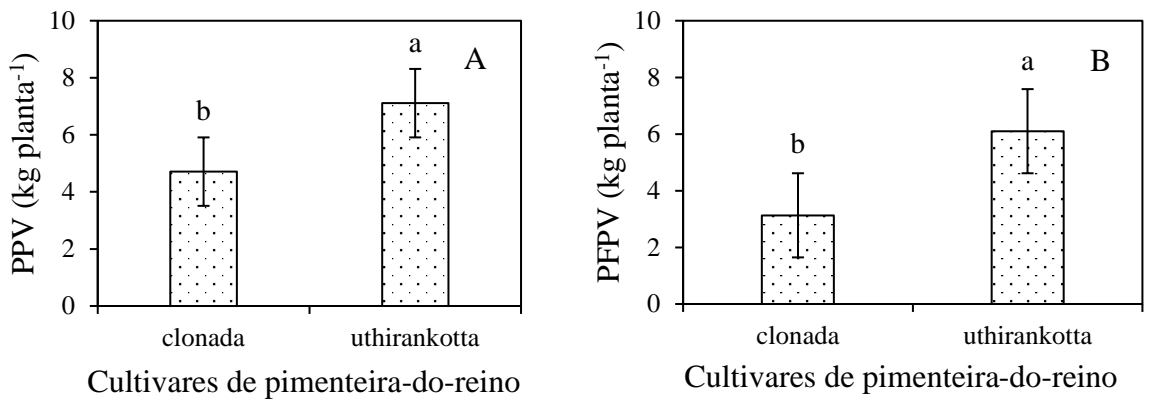 A
PPV (kg planta⁻¹)
10
8
6
4
2
0
b
a
clonada
uthirankotta
Cultivares de pimenteira-do-reino
B
PFPV (kg planta⁻¹)
10
8
6
4
2
0
b
a
clonada
uthirankotta
Cultivares de pimenteira-do-reino